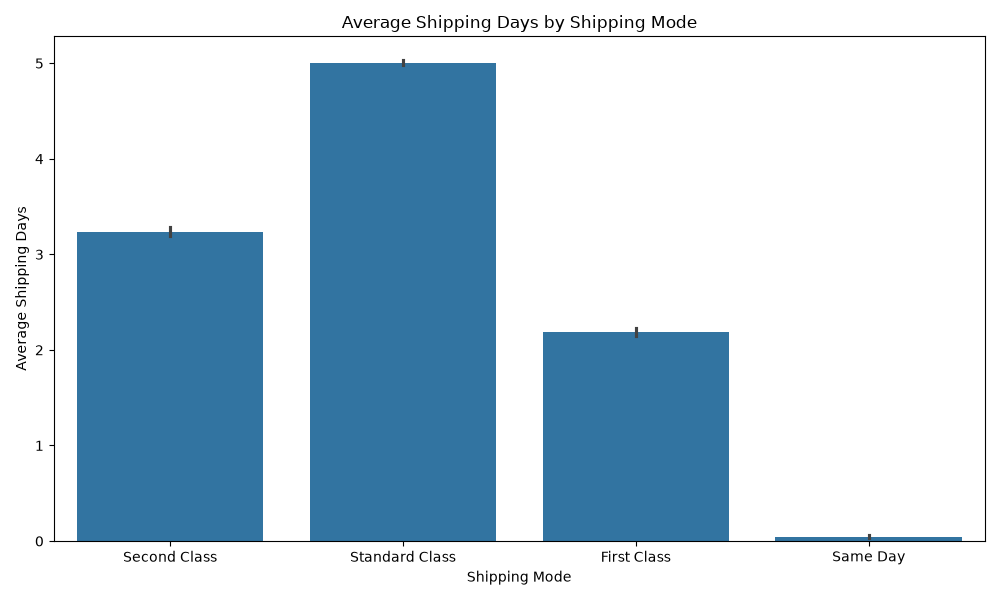 Average Shipping Days by Shipping Mode
Average Shipping Days
5
4
3
2
1
0
Second Class
Standard Class
First Class
Same Day
Shipping Mode